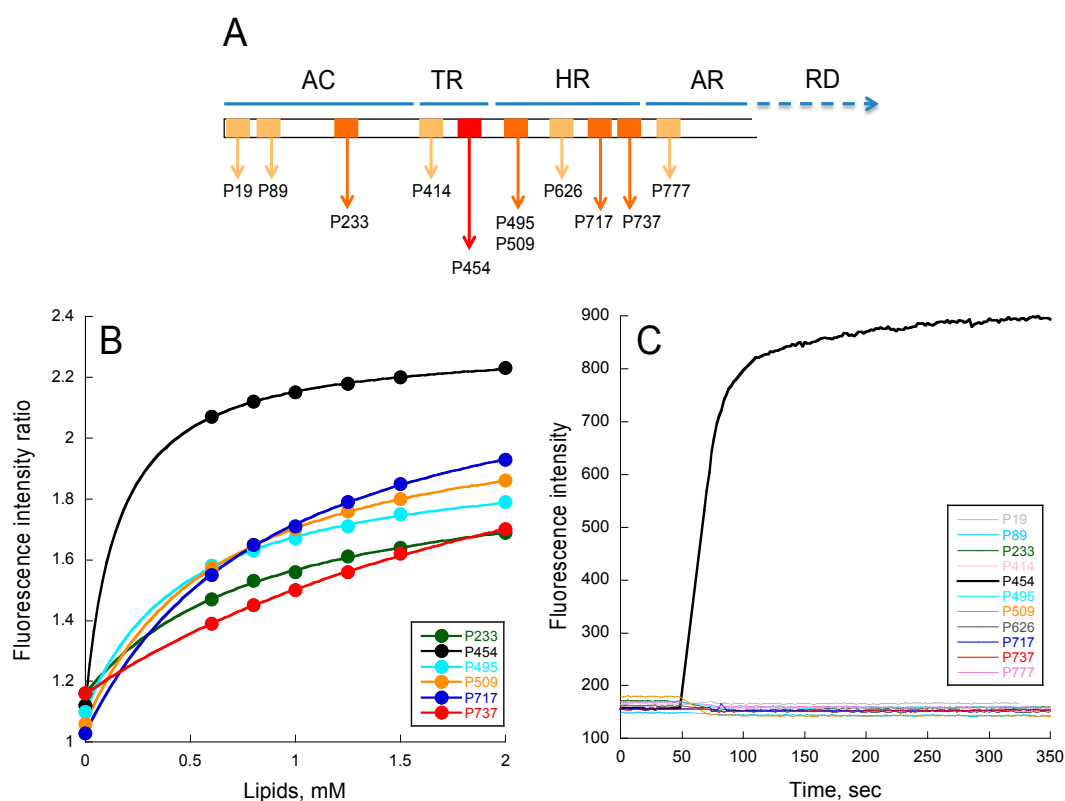 A
AC TR HR AR RD
P19 P89 P414 P626 P777
P233 P495 P717 P737
P509
P454
B
Fluorescence intensity ratio
2.4
2.2
2
1.8
1.6
1.4
1.2
1
0 0.5 1 1.5 2
Lipids, mM
P233
P454
P495
P509
P717
P737
C
Fluorescence intensity
900
800
700
600
500
400
300
200
100
0 50 100 150 200 250 300 350
Time, sec
P19
P89
P233
P414
P454
P495
P509
P626
P717
P737
P777